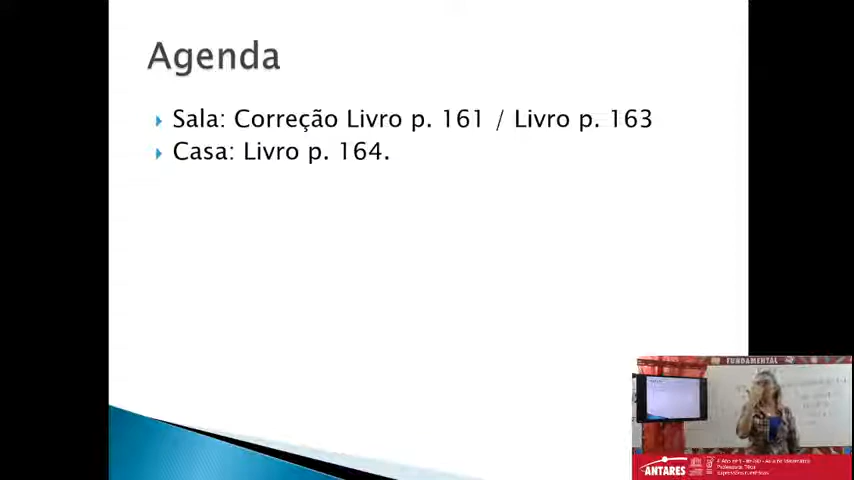 Agenda
Sala: Correção Livro p. 161 / Livro p. 163
Casa: Livro p. 164.
FUNDAMENTAL
ANTARES